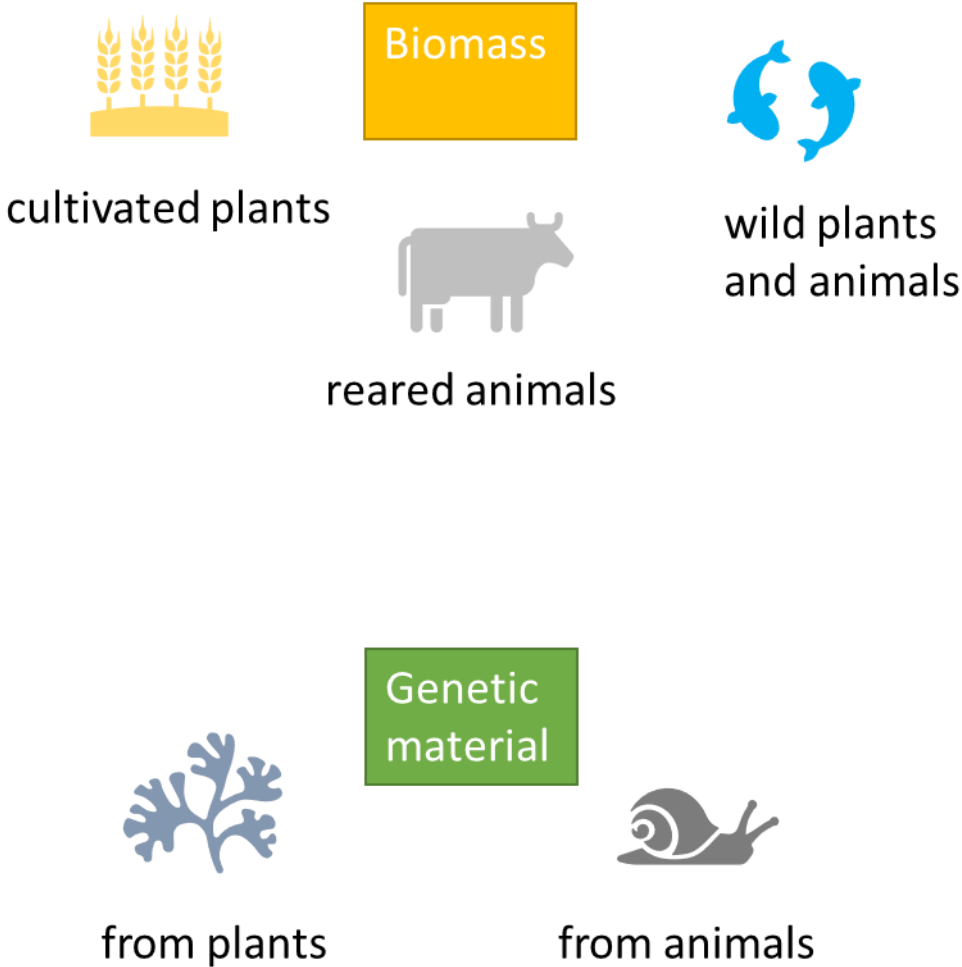 Biomass
cultivated plants
wild plants
and animals
reared animals
Genetic
material
from plants
from animals